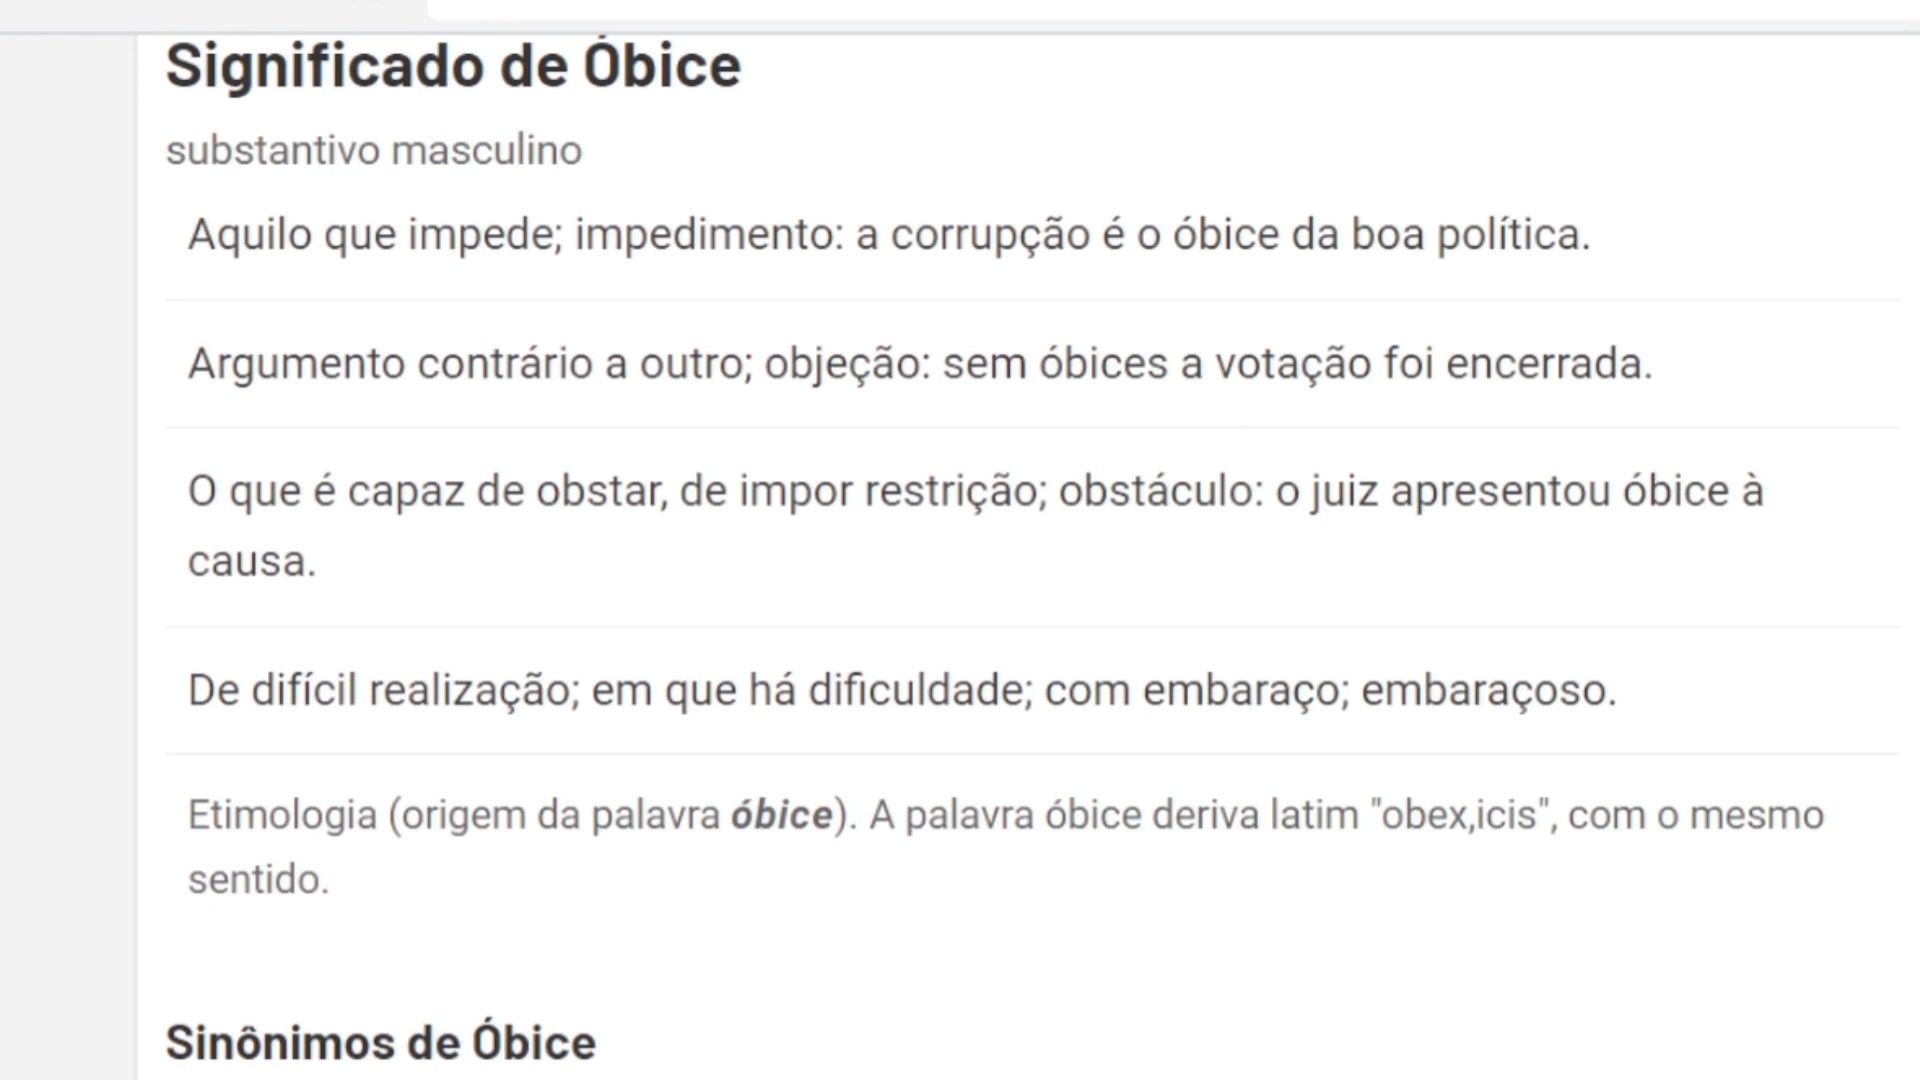 Significado de Óbice
substantivo masculino
Aquilo que impede; impedimento: a corrupção é o óbice da boa política.
Argumento contrário a outro; objeção: sem óbices a votação foi encerrada.
O que é capaz de obstar, de impor restrição; obstáculo: o juiz apresentou óbice à
causa.
De difícil realização; em que há dificuldade; com embaraço; embaraçoso.
Etimologia (origem da palavra óbice). A palavra óbice deriva latim "obex,icis", com o mesmo
sentido.
Sinônimos de Óbice